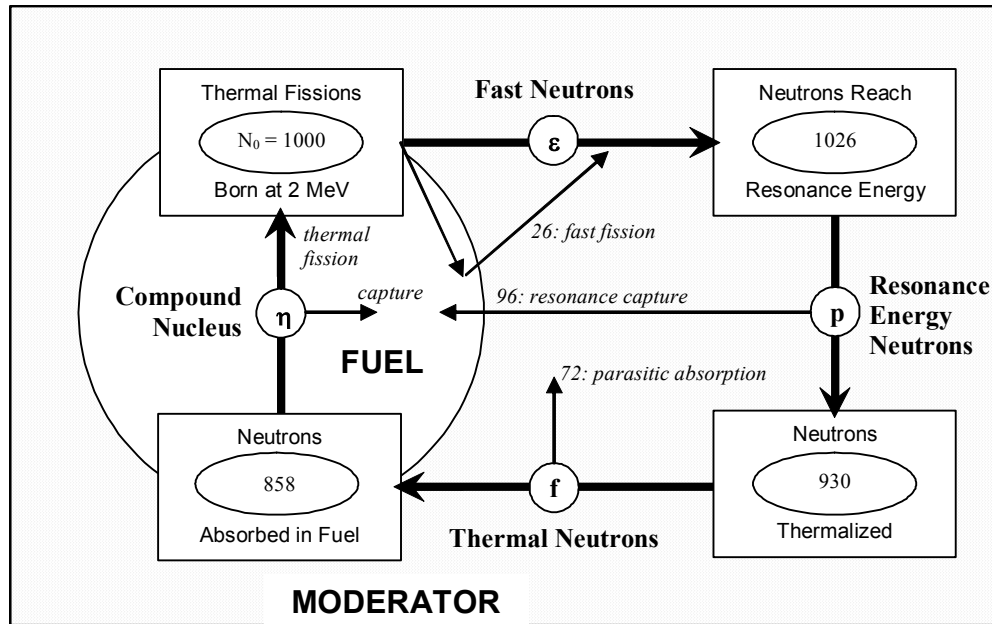 Thermal Fissions
N₀ = 1000
Born at 2 MeV
Fast Neutrons
ε
Neutrons Reach
1026
Resonance Energy
26: fast fission
thermal
fission
Compound
Nucleus
η
capture
96: resonance capture
p
Resonance
Energy
Neutrons
FUEL
72: parasitic absorption
Neutrons
858
Absorbed in Fuel
f
Thermal Neutrons
Neutrons
930
Thermalized
MODERATOR